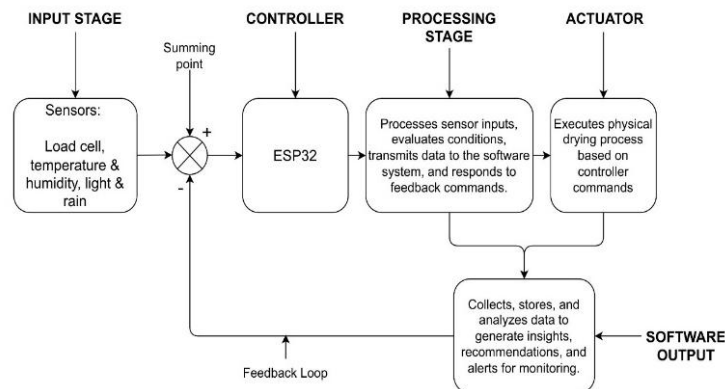 INPUT STAGE
CONTROLLER
PROCESSING
STAGE
ACTUATOR
Summing
point
Sensors:
Load cell,
temperature &
humidity, light &
rain
+
-
ESP32
Processes sensor inputs,
evaluates conditions,
transmits data to the software
system, and responds to
feedback commands.
Executes physical
drying process
based on
controller
commands
Collects, stores, and
analyzes data to
generate insights,
recommendations, and
alerts for monitoring.
SOFTWARE
OUTPUT
Feedback Loop